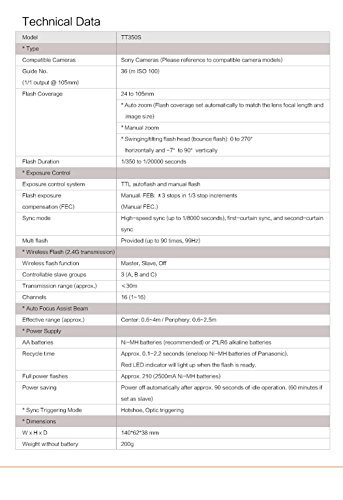 Technical Data
Model TT350S
* Type
Compatible Cameras Sony Cameras (Please reference to compatible camera models)
Guide No. 36 (m ISO 100)
(1/1 output @ 105mm)
Flash Coverage 24 to 105mm
* Auto zoom (Flash coverage set automatically to match the lens focal length and
image size)
* Manual zoom
* Swinging/tilting flash head (bounce flash): 0 to 270°
horizontally and -7° to 90° vertically
Flash Duration 1/350 to 1/20000 seconds
* Exposure Control
Exposure control system TTL autoflash and manual flash
Flash exposure Manual. FEB: ±3 stops in 1/3 stop increments
compensation (FEC) (Manual FEC.)
Sync mode High-speed sync (up to 1/8000 seconds), first-curtain sync, and second-curtain
sync
Multi flash Provided (up to 90 times, 99Hz)
* Wireless Flash (2.4G transmission)
Wireless flash function Master, Slave, Off
Controllable slave groups 3 (A, B and C)
Transmission range (approx.) <30m
Channels 16 (1~16)
* Auto Focus Assist Beam
Effective range (approx.) Center: 0.6~4m / Periphery: 0.6~2.5m
* Power Supply
AA batteries Ni-MH batteries (recommended) or 2*LR6 alkaline batteries
Recycle time Approx. 0.1-2.2 seconds (eneloop Ni-MH batteries of Panasonic).
Red LED indicator will light up when the flash is ready.
Full power flashes Approx. 210 (2500mA Ni-MH batteries)
Power saving Power off automatically after approx. 90 seconds of idle operation. (60 minutes if
set as slave)
* Sync Triggering Mode Hotshoe, Optic triggering
* Dimensions
W x H x D 140*62*38 mm
Weight without battery 200g